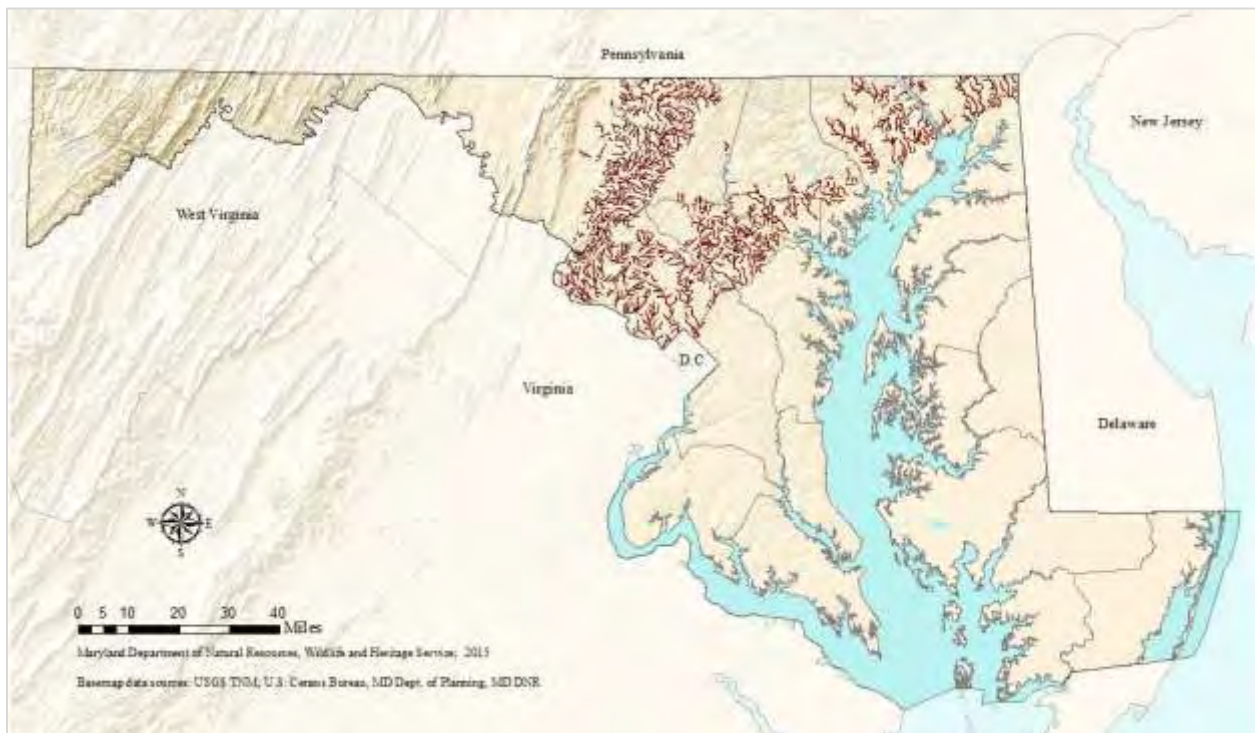 Pennsylvania
New Jersey
West Virginia
D.C
Virginia
Delaware
N
W E
S
0 5 10 20 30 40
Miles
Maryland Department of Natural Resources, Wildlife and Heritage Service, 2015
Basemap data sources: USGS TNM, U.S. Census Bureau, MD Dept. of Planning, MD DNR